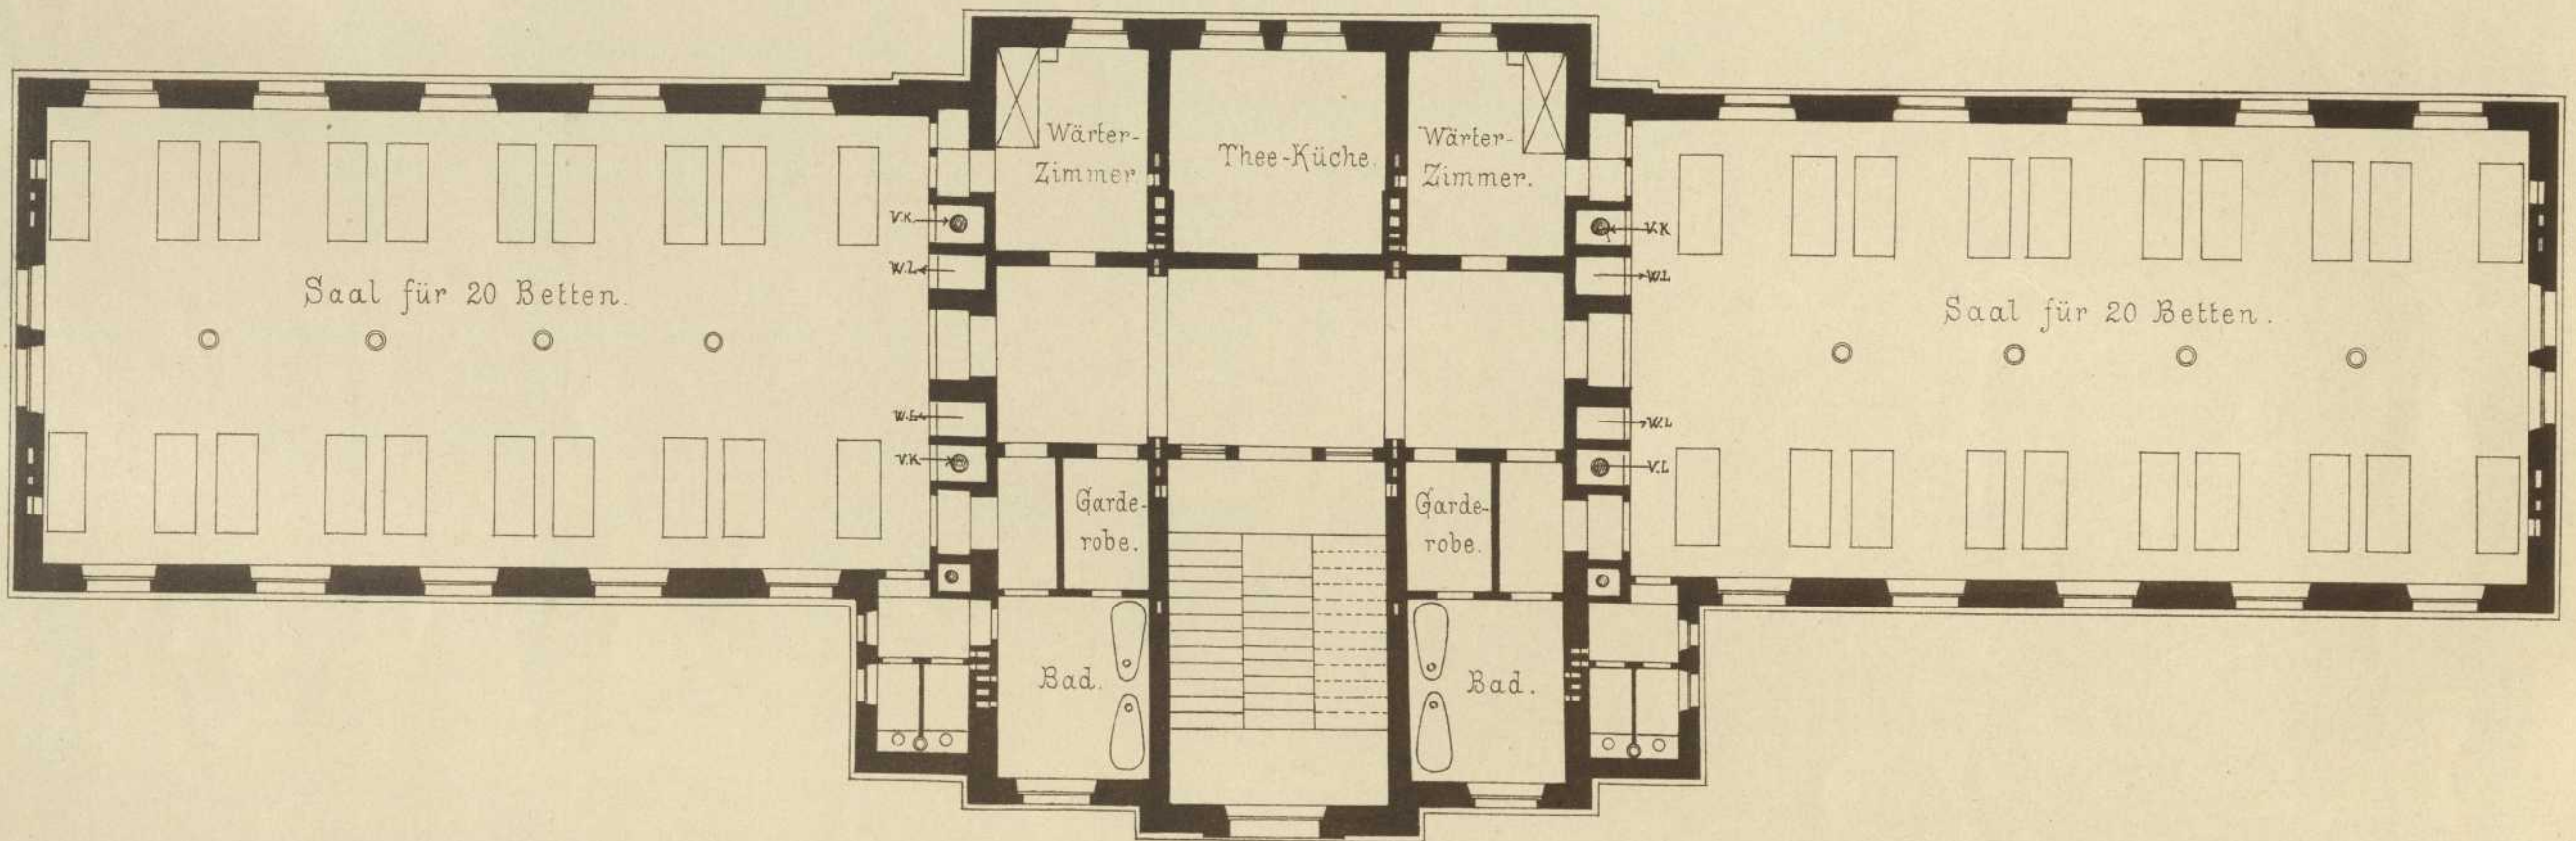 Wärter-
Zimmer
Thee-Küche.
Wärter-
Zimmer.
V.K.
V.K
W.L
W.L
Saal für 20 Betten.
Saal für 20 Betten.
W.L
W.L
V.K
V.L
Garde-
robe.
Garde-
robe.
Bad.
Bad.